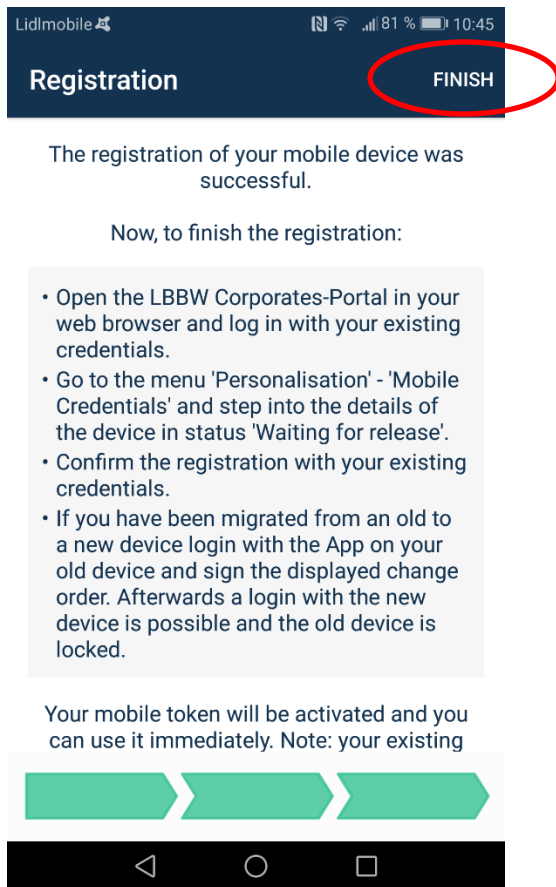 Lidlmobile 81 % 10:45
Registration FINISH
The registration of your mobile device was
successful.
Now, to finish the registration:
• Open the LBBW Corporates-Portal in your
web browser and log in with your existing
credentials.
• Go to the menu 'Personalisation' - 'Mobile
Credentials' and step into the details of
the device in status 'Waiting for release'.
• Confirm the registration with your existing
credentials.
• If you have been migrated from an old to
a new device login with the App on your
old device and sign the displayed change
order. Afterwards a login with the new
device is possible and the old device is
locked.
Your mobile token will be activated and you
can use it immediately. Note: your existing